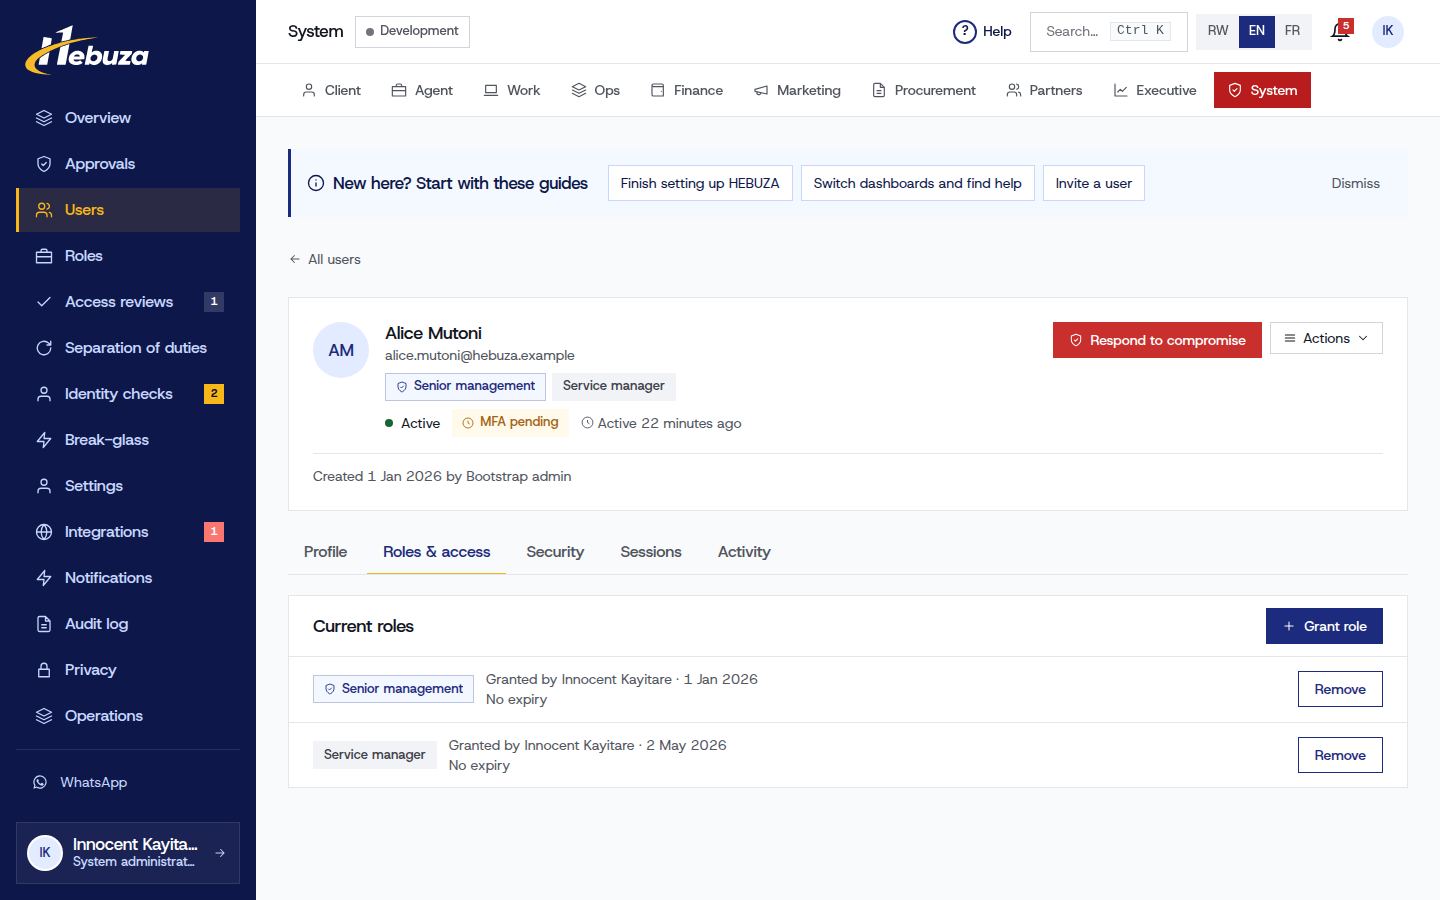 Hebuza
Overview
Approvals
Users
Roles
Access reviews 1
Separation of duties
Identity checks 2
Break-glass
Settings
Integrations 1
Notifications
Audit log
Privacy
Operations
WhatsApp
IK
Innocent Kayita...
System administrat...
System
Development
? Help
Search... Ctrl K
RW EN FR
5
IK
Client
Agent
Work
Ops
Finance
Marketing
Procurement
Partners
Executive
System
New here? Start with these guides
Finish setting up HEBUZA
Switch dashboards and find help
Invite a user
Dismiss
All users
AM
Alice Mutoni
alice.mutoni@hebuza.example
Senior management
Service manager
Active
MFA pending
Active 22 minutes ago
Respond to compromise
Actions
Created 1 Jan 2026 by Bootstrap admin
Profile
Roles & access
Security
Sessions
Activity
Current roles
Grant role
Senior management
Granted by Innocent Kayitare · 1 Jan 2026
No expiry
Remove
Service manager
Granted by Innocent Kayitare · 2 May 2026
No expiry
Remove